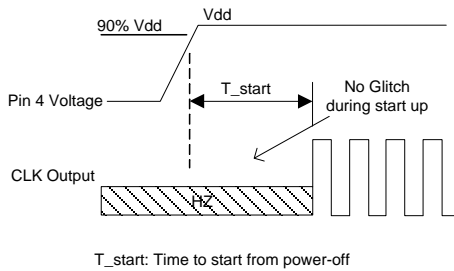 Vdd
90% Vdd
T_start
No Glitch
during start up
Pin 4 Voltage
CLK Output
HZ
T_start: Time to start from power-off